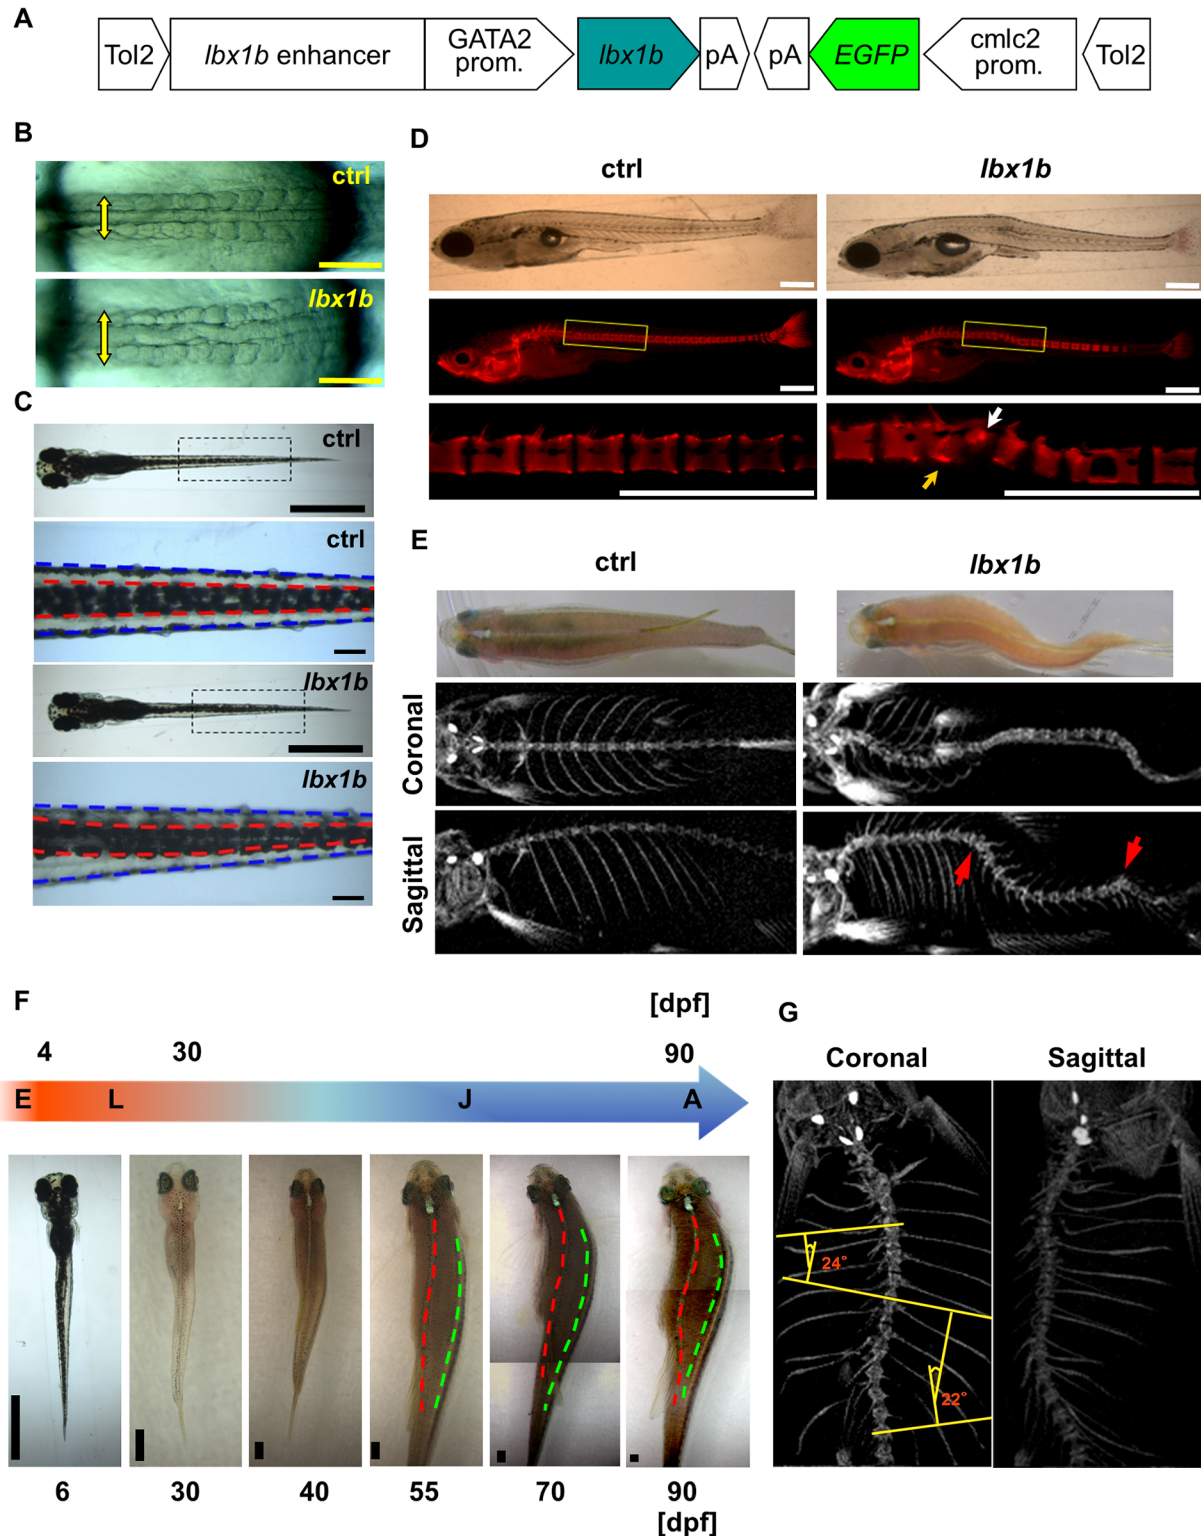 A
Tol2
lbx1b enhancer
GATA2
prom.
lbx1b
pA
pA
EGFP
cmlc2
prom.
Tol2
B
ctrl
lbx1b
C
ctrl
ctrl
lbx1b
lbx1b
D
ctrl
lbx1b
E
ctrl
lbx1b
Coronal
Sagittal
F
[dpf]
4
30
90
E
L
J
A
6
30
40
55
70
90
[dpf]
G
Coronal
Sagittal
24°
22°